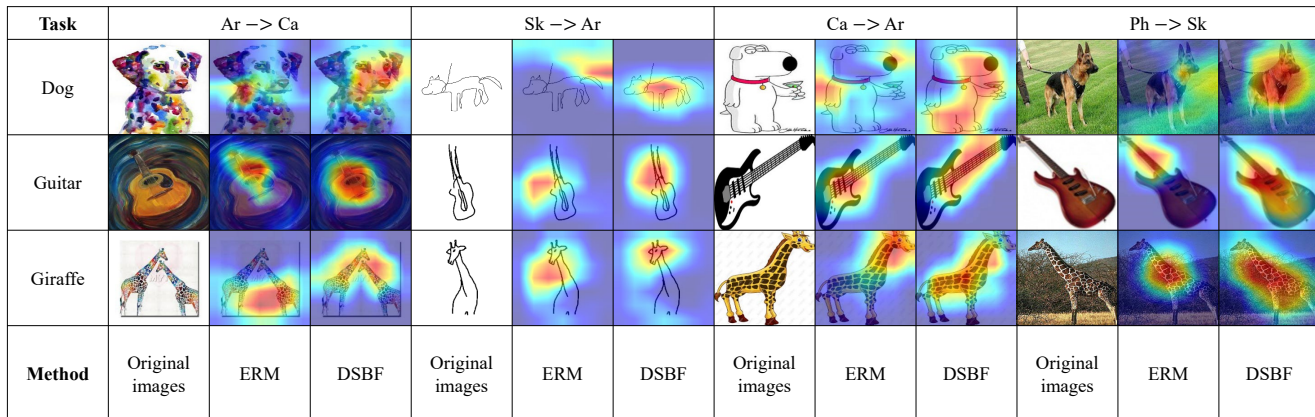 Task Ar −> Ca Sk −> Ar Ca −> Ar Ph −> Sk
Dog
Guitar
Giraffe
Method Original images ERM DSBF Original images ERM DSBF Original images ERM DSBF Original images ERM DSBF